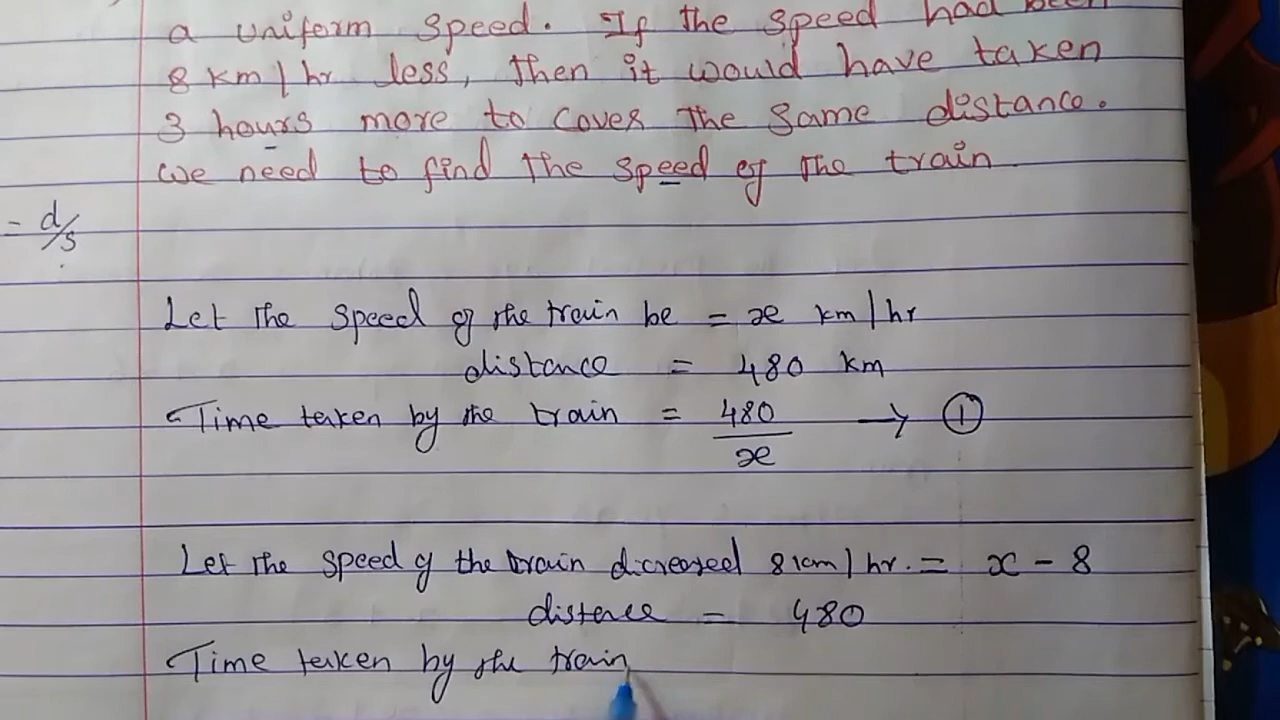 a uniform speed. If the speed had been
8 km/hr less, then it would have taken
3 hours more to cover the same distance.
We need to find the speed of the train
= d/s
Let the speed of the train be = x km/hr
distance = 480 km
Time taken by the train = 480/x → ①
Let the speed of the train dicreased 8 km/hr. = x - 8
distance = 480
Time taken by the train